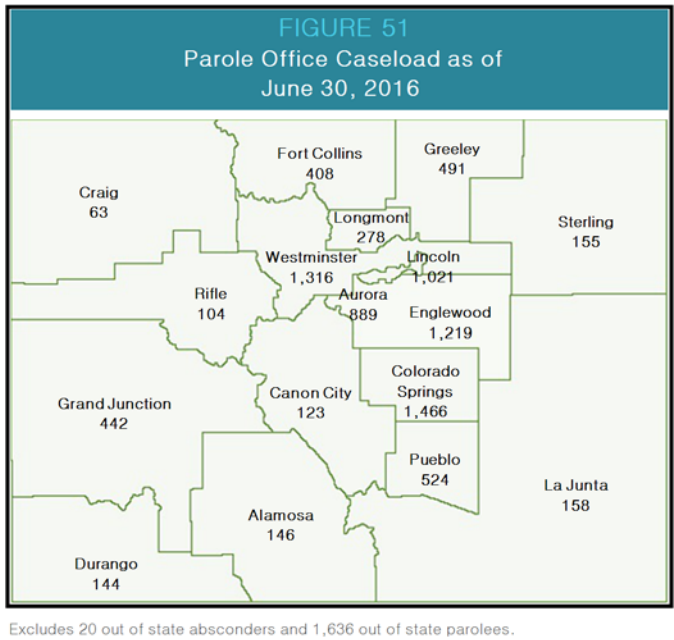 FIGURE 51
Parole Office Caseload as of
June 30, 2016
Fort Collins
408
Greeley
491
Craig
63
Longmont
278
Sterling
155
Westminster
1,316
Lincoln
1,021
Rifle
104
Aurora
889
Englewood
1,219
Colorado
Springs
1,466
Canon City
123
Grand Junction
442
Pueblo
524
La Junta
158
Alamosa
146
Durango
144
Excludes 20 out of state absconders and 1,636 out of state parolees.